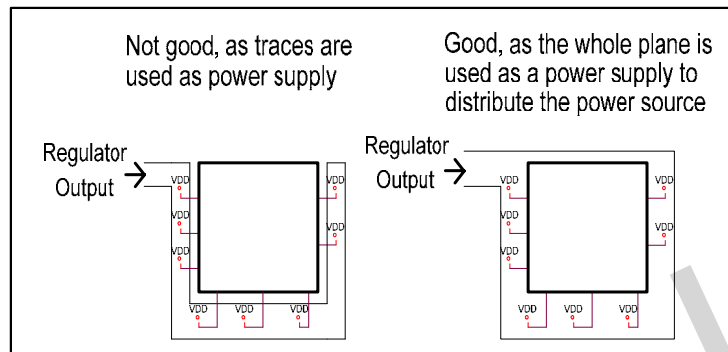 Not good, as traces are
used as power supply
Regulator
Output
VDD
VDD
VDD
VDD
VDD
VDD
VDD
VDD
Good, as the whole plane is
used as a power supply to
distribute the power source
Regulator
Output
VDD
VDD
VDD
VDD
VDD
VDD
VDD
VDD